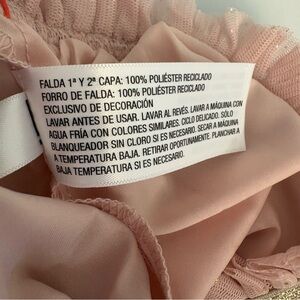 FALDA 1ª Y 2ª CAPA: 100% POLIÉSTER RECICLADO
FORRO DE FALDA: 100% POLIÉSTER RECICLADO
EXCLUSIVO DE DECORACIÓN
LAVAR ANTES DE USAR. LAVAR AL REVÉS. LAVAR A MÁQUINA CON
AGUA FRÍA CON COLORES SIMILARES. CICLO DELICADO. SÓLO
BLANQUEADOR SIN CLORO SI ES NECESARIO. SECAR A MÁQUINA
A TEMPERATURA BAJA. RETIRAR OPORTUNAMENTE. PLANCHAR A
BAJA TEMPERATURA SI ES NECESARIO.